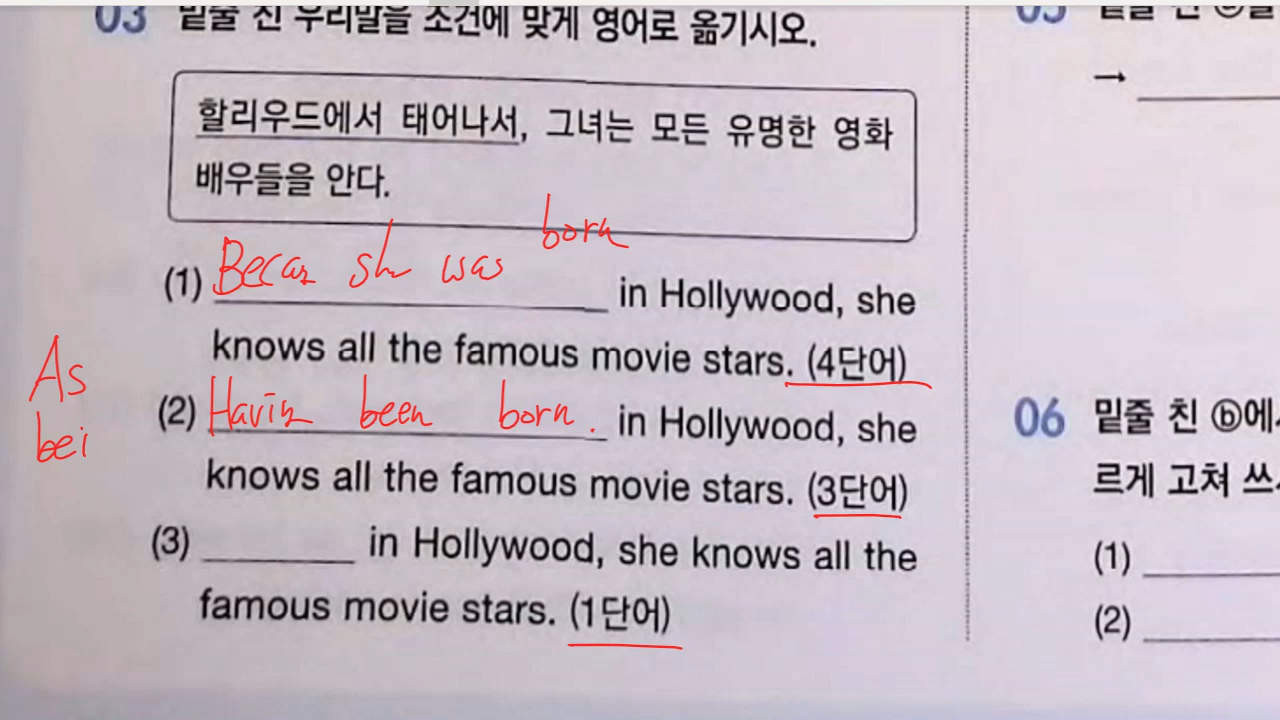 03 밑줄 친 우리말을 조건에 맞게 영어로 옮기시오.
할리우드에서 태어나서, 그녀는 모든 유명한 영화
배우들을 안다.
born
(1) she was in Hollywood, she
knows all the famous movie stars. (4단어)
As
(2) been born. in Hollywood, she
bei
knows all the famous movie stars. (3단어)
(3) in Hollywood, she knows all the
famous movie stars. (1단어)
05 밑줄 친
→
06 밑줄 친 ⓑ에
르게 고쳐 쓰
(1)
(2)